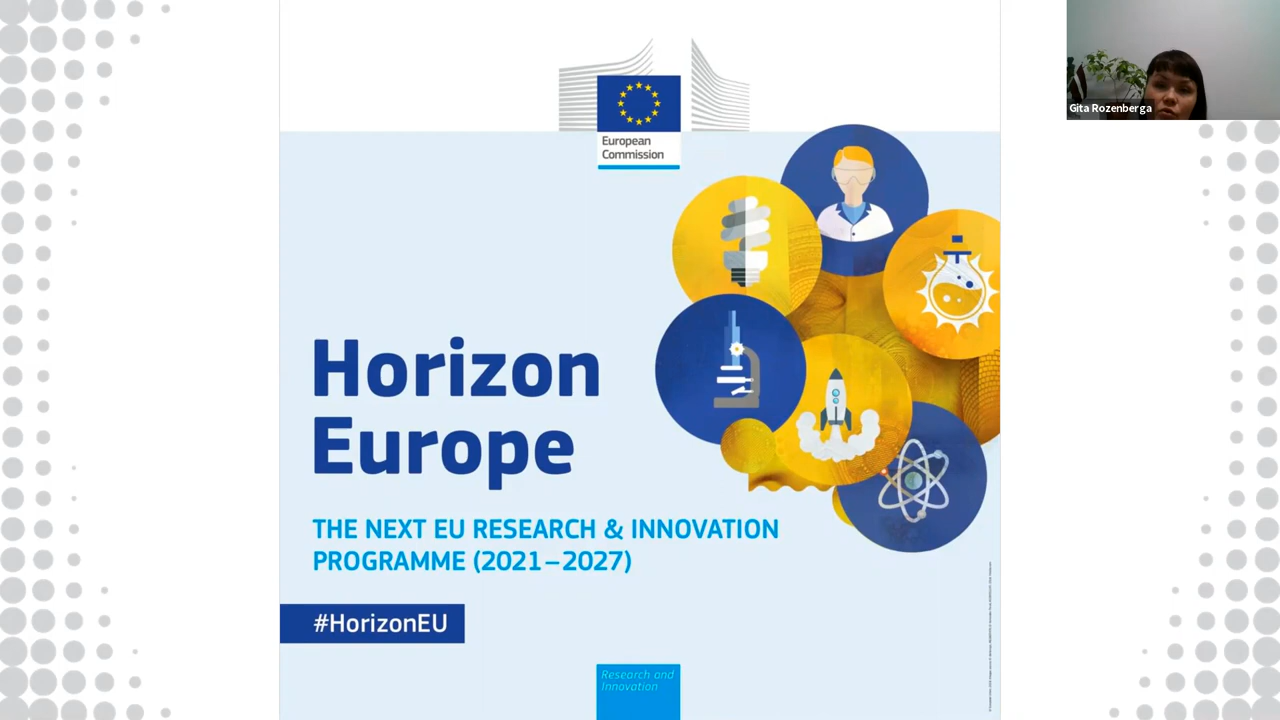 Gita Rozenberga
European
Commission
Horizon
Europe
THE NEXT EU RESEARCH & INNOVATION
PROGRAMME (2021–2027)
#HorizonEU
Research and
Innovation